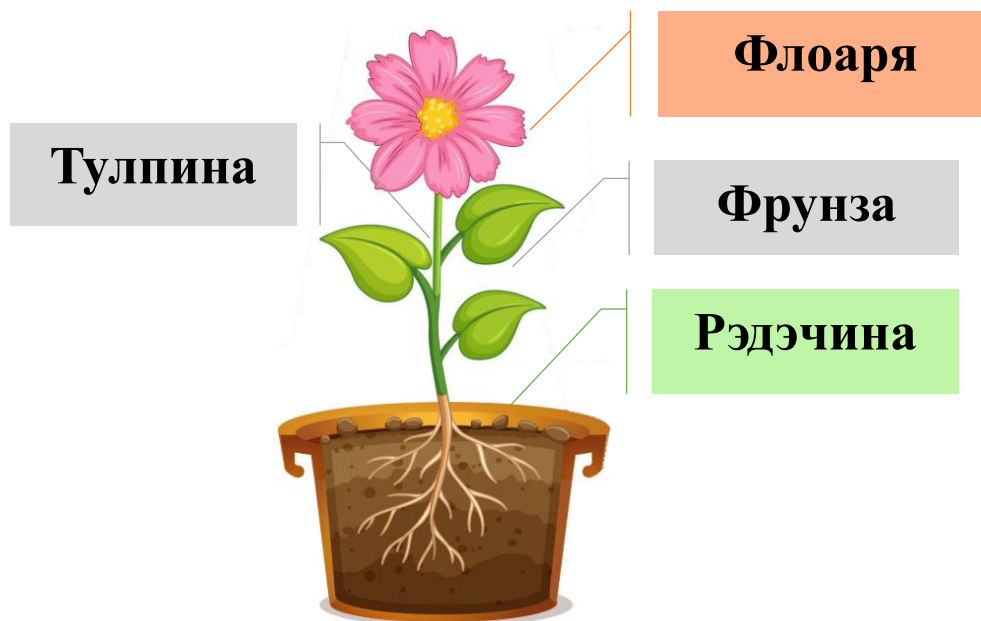 Флоаря
Тулпина
Фрунза
Рэдэчина